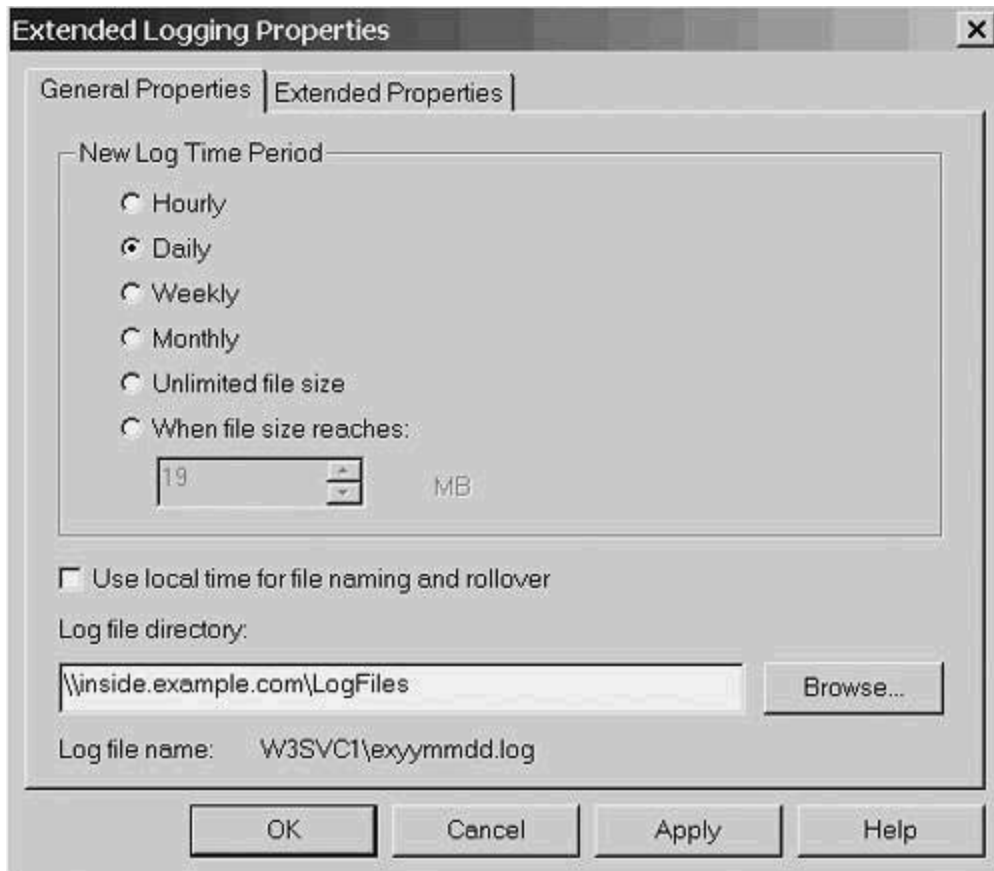 Extended Logging Properties
General Properties
Extended Properties
New Log Time Period
Hourly
Daily
Weekly
Monthly
Unlimited file size
When file size reaches:
19 MB
Use local time for file naming and rollover
Log file directory:
\\inside.example.com\LogFiles
Browse...
Log file name: W3SVC1\exyymmdd.log
OK Cancel Apply Help